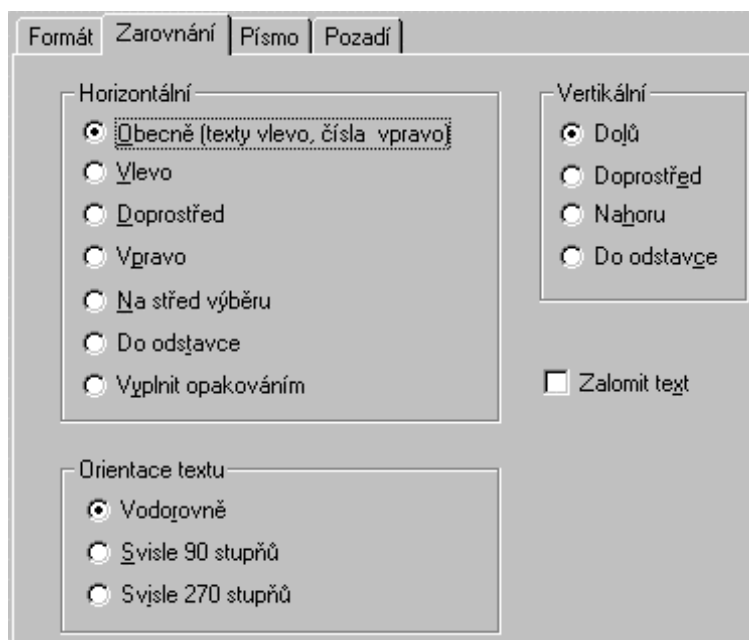 Formát Zarovnání Písmo Pozadí
Horizontální
Obecně (texty vlevo, čísla vpravo)
Vlevo
Doprostřed
Vpravo
Na střed výběru
Do odstavce
Vyplnit opakováním
Vertikální
Dolů
Doprostřed
Nahoru
Do odstavce
Zalomit text
Orientace textu
Vodorovně
Svisle 90 stupňů
Svisle 270 stupňů